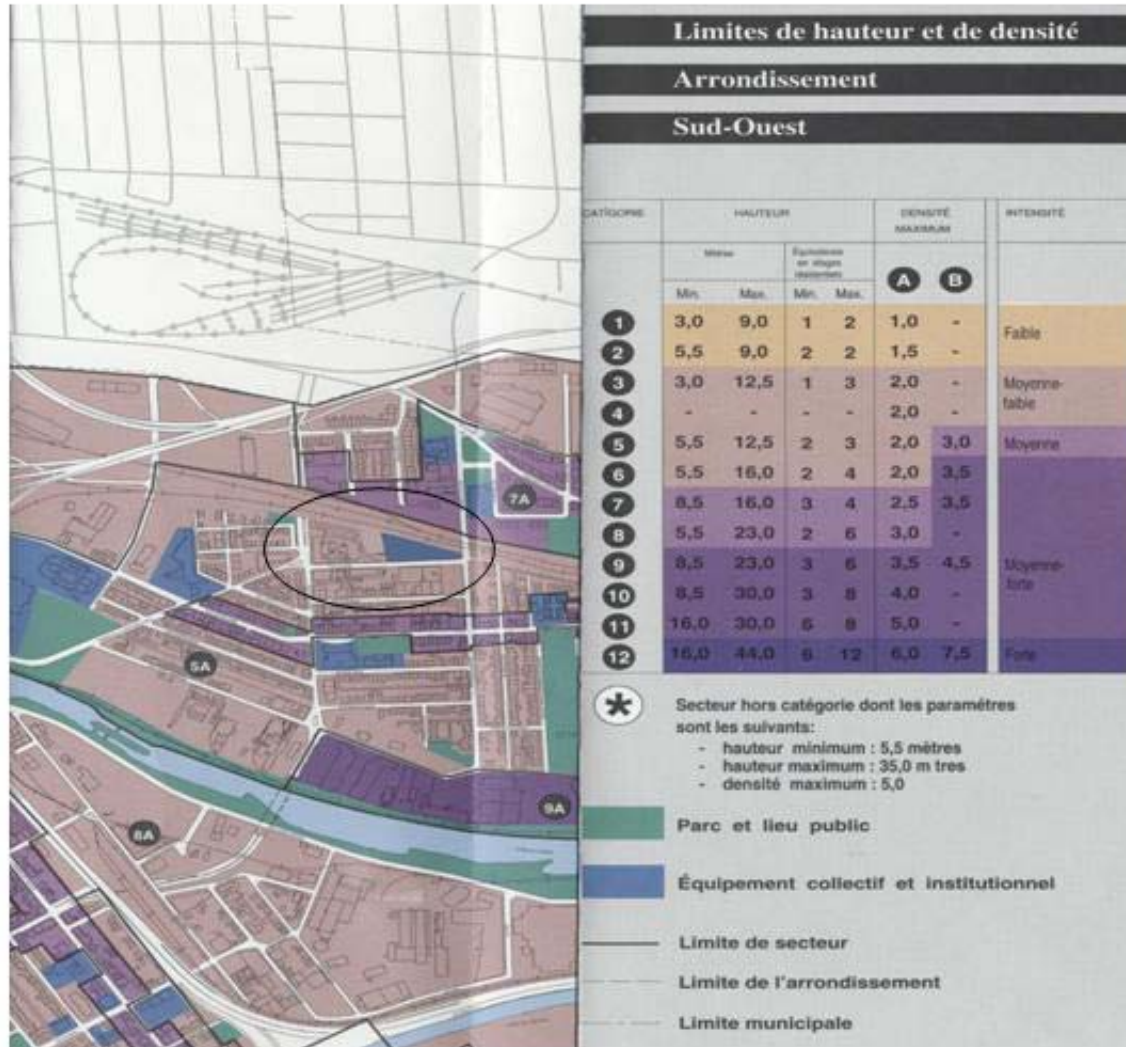 Limites de hauteur et de densité
Arrondissement
Sud-Ouest
CATÏGORIE HAUTEUR DENSITÉ MAXIMUM INTENSITÉ
Mètres Équivalence en étages résidentiels A B
Min. Max. Min. Max.
1 3,0 9,0 1 2 1,0 - Faible
2 5,5 9,0 2 2 1,5 -
3 3,0 12,5 1 3 2,0 - Moyenne-faible
4 - - - - 2,0 -
5 5,5 12,5 2 3 2,0 3,0 Moyenne
6 5,5 16,0 2 4 2,0 3,5
7 8,5 16,0 3 4 2,5 3,5
8 5,5 23,0 2 6 3,0 -
9 8,5 23,0 3 6 3,5 4,5 Moyenne-forte
10 8,5 30,0 3 8 4,0 -
11 16,0 30,0 6 8 5,0 -
12 16,0 44,0 6 12 6,0 7,5 Forte
* Secteur hors catégorie dont les paramètres
sont les suivants:
- hauteur minimum : 5,5 mètres
- hauteur maximum : 35,0 m tres
- densité maximum : 5,0
Parc et lieu public
Équipement collectif et institutionnel
Limite de secteur
Limite de l'arrondissement
Limite municipale
7A
5A
9A
6A